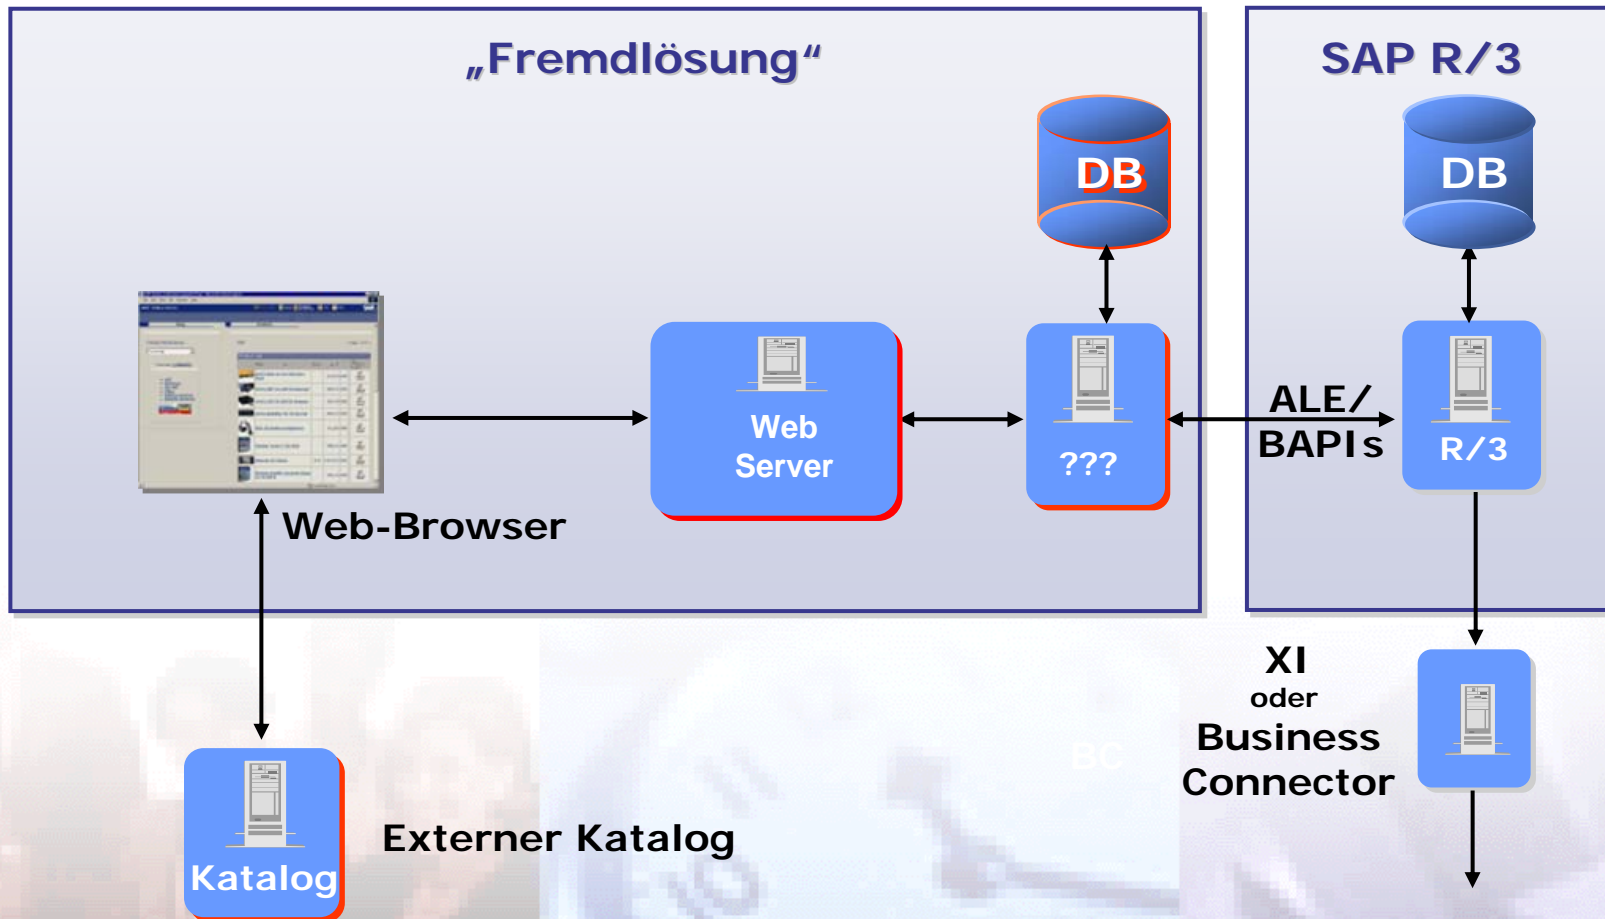 „Fremdlösung“
SAP R/3
DB
DB
Web
Server
???
ALE/
BAPIs
R/3
Web-Browser
XI
oder
Business
Connector
BC
Externer Katalog
Katalog